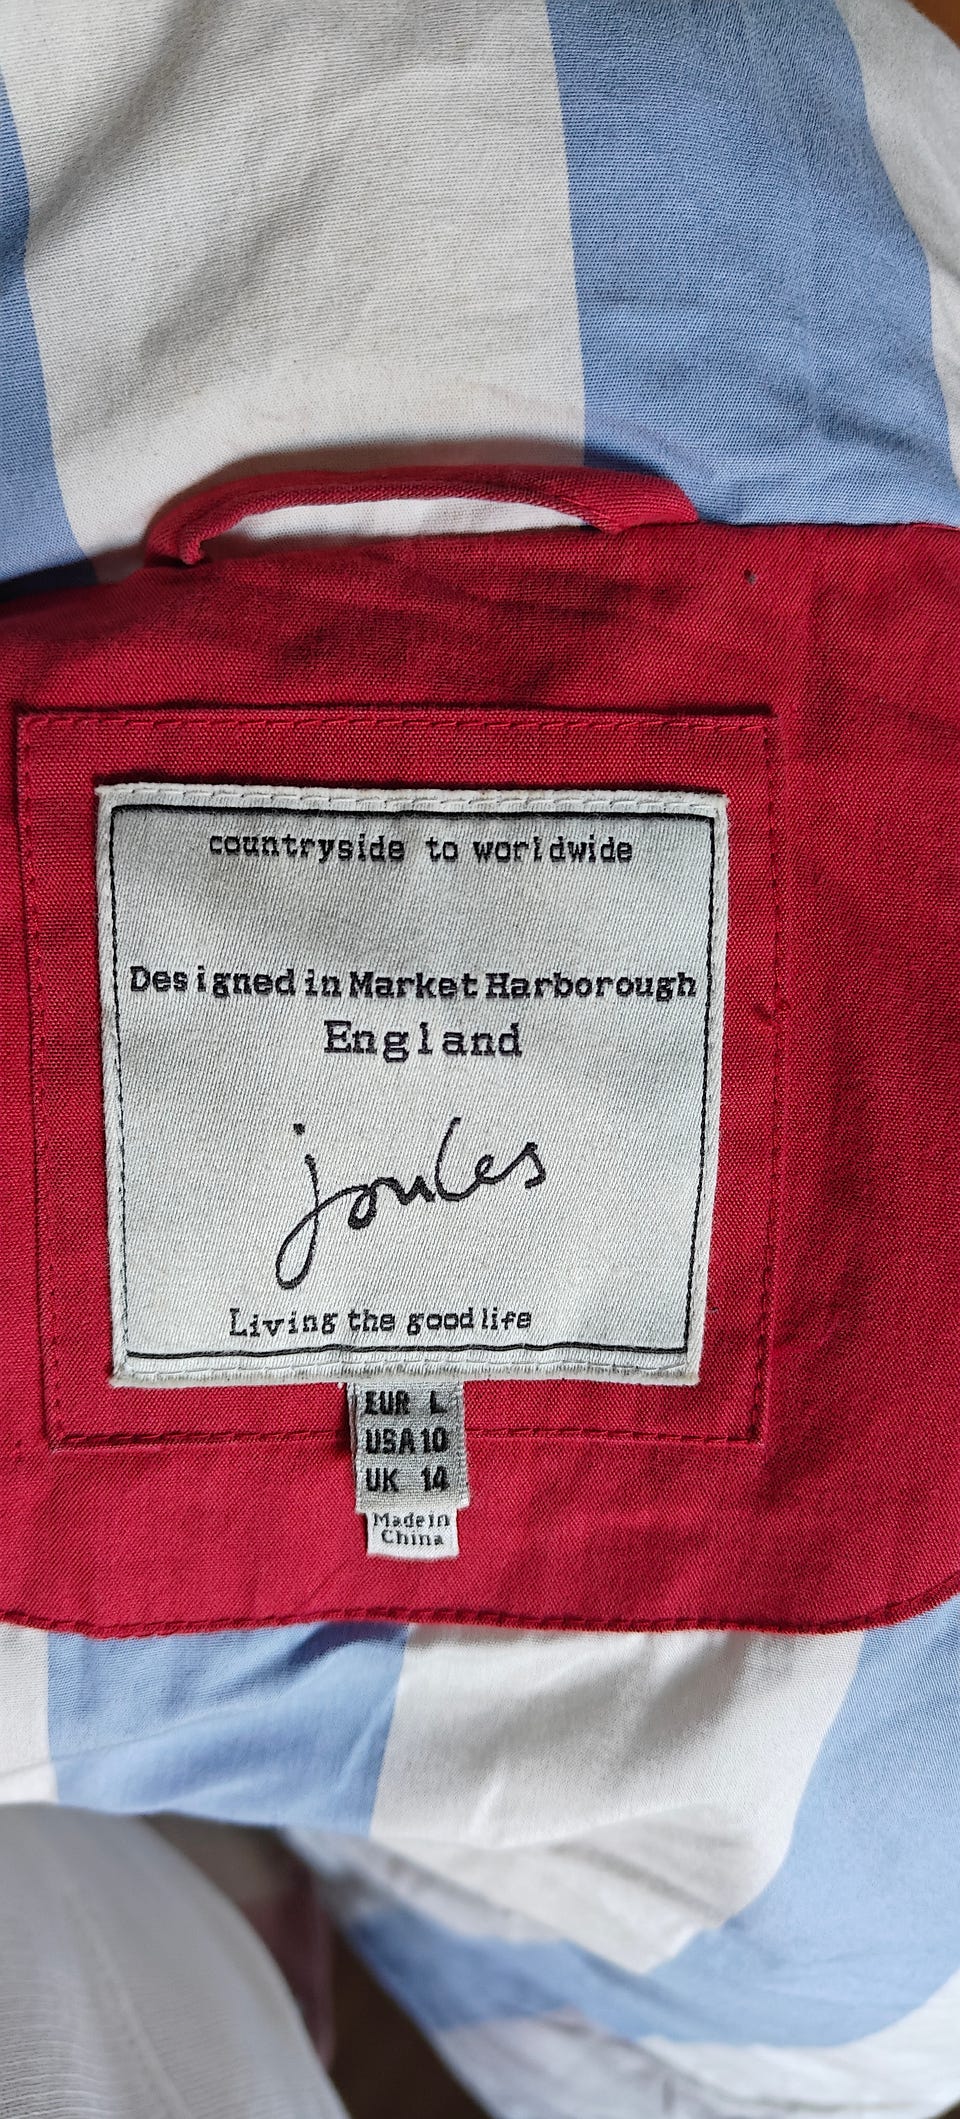 countryside to worldwide
Designed in Market Harborough
England
joules
Living the good life
EUR L
USA 10
UK 14
Made in
China